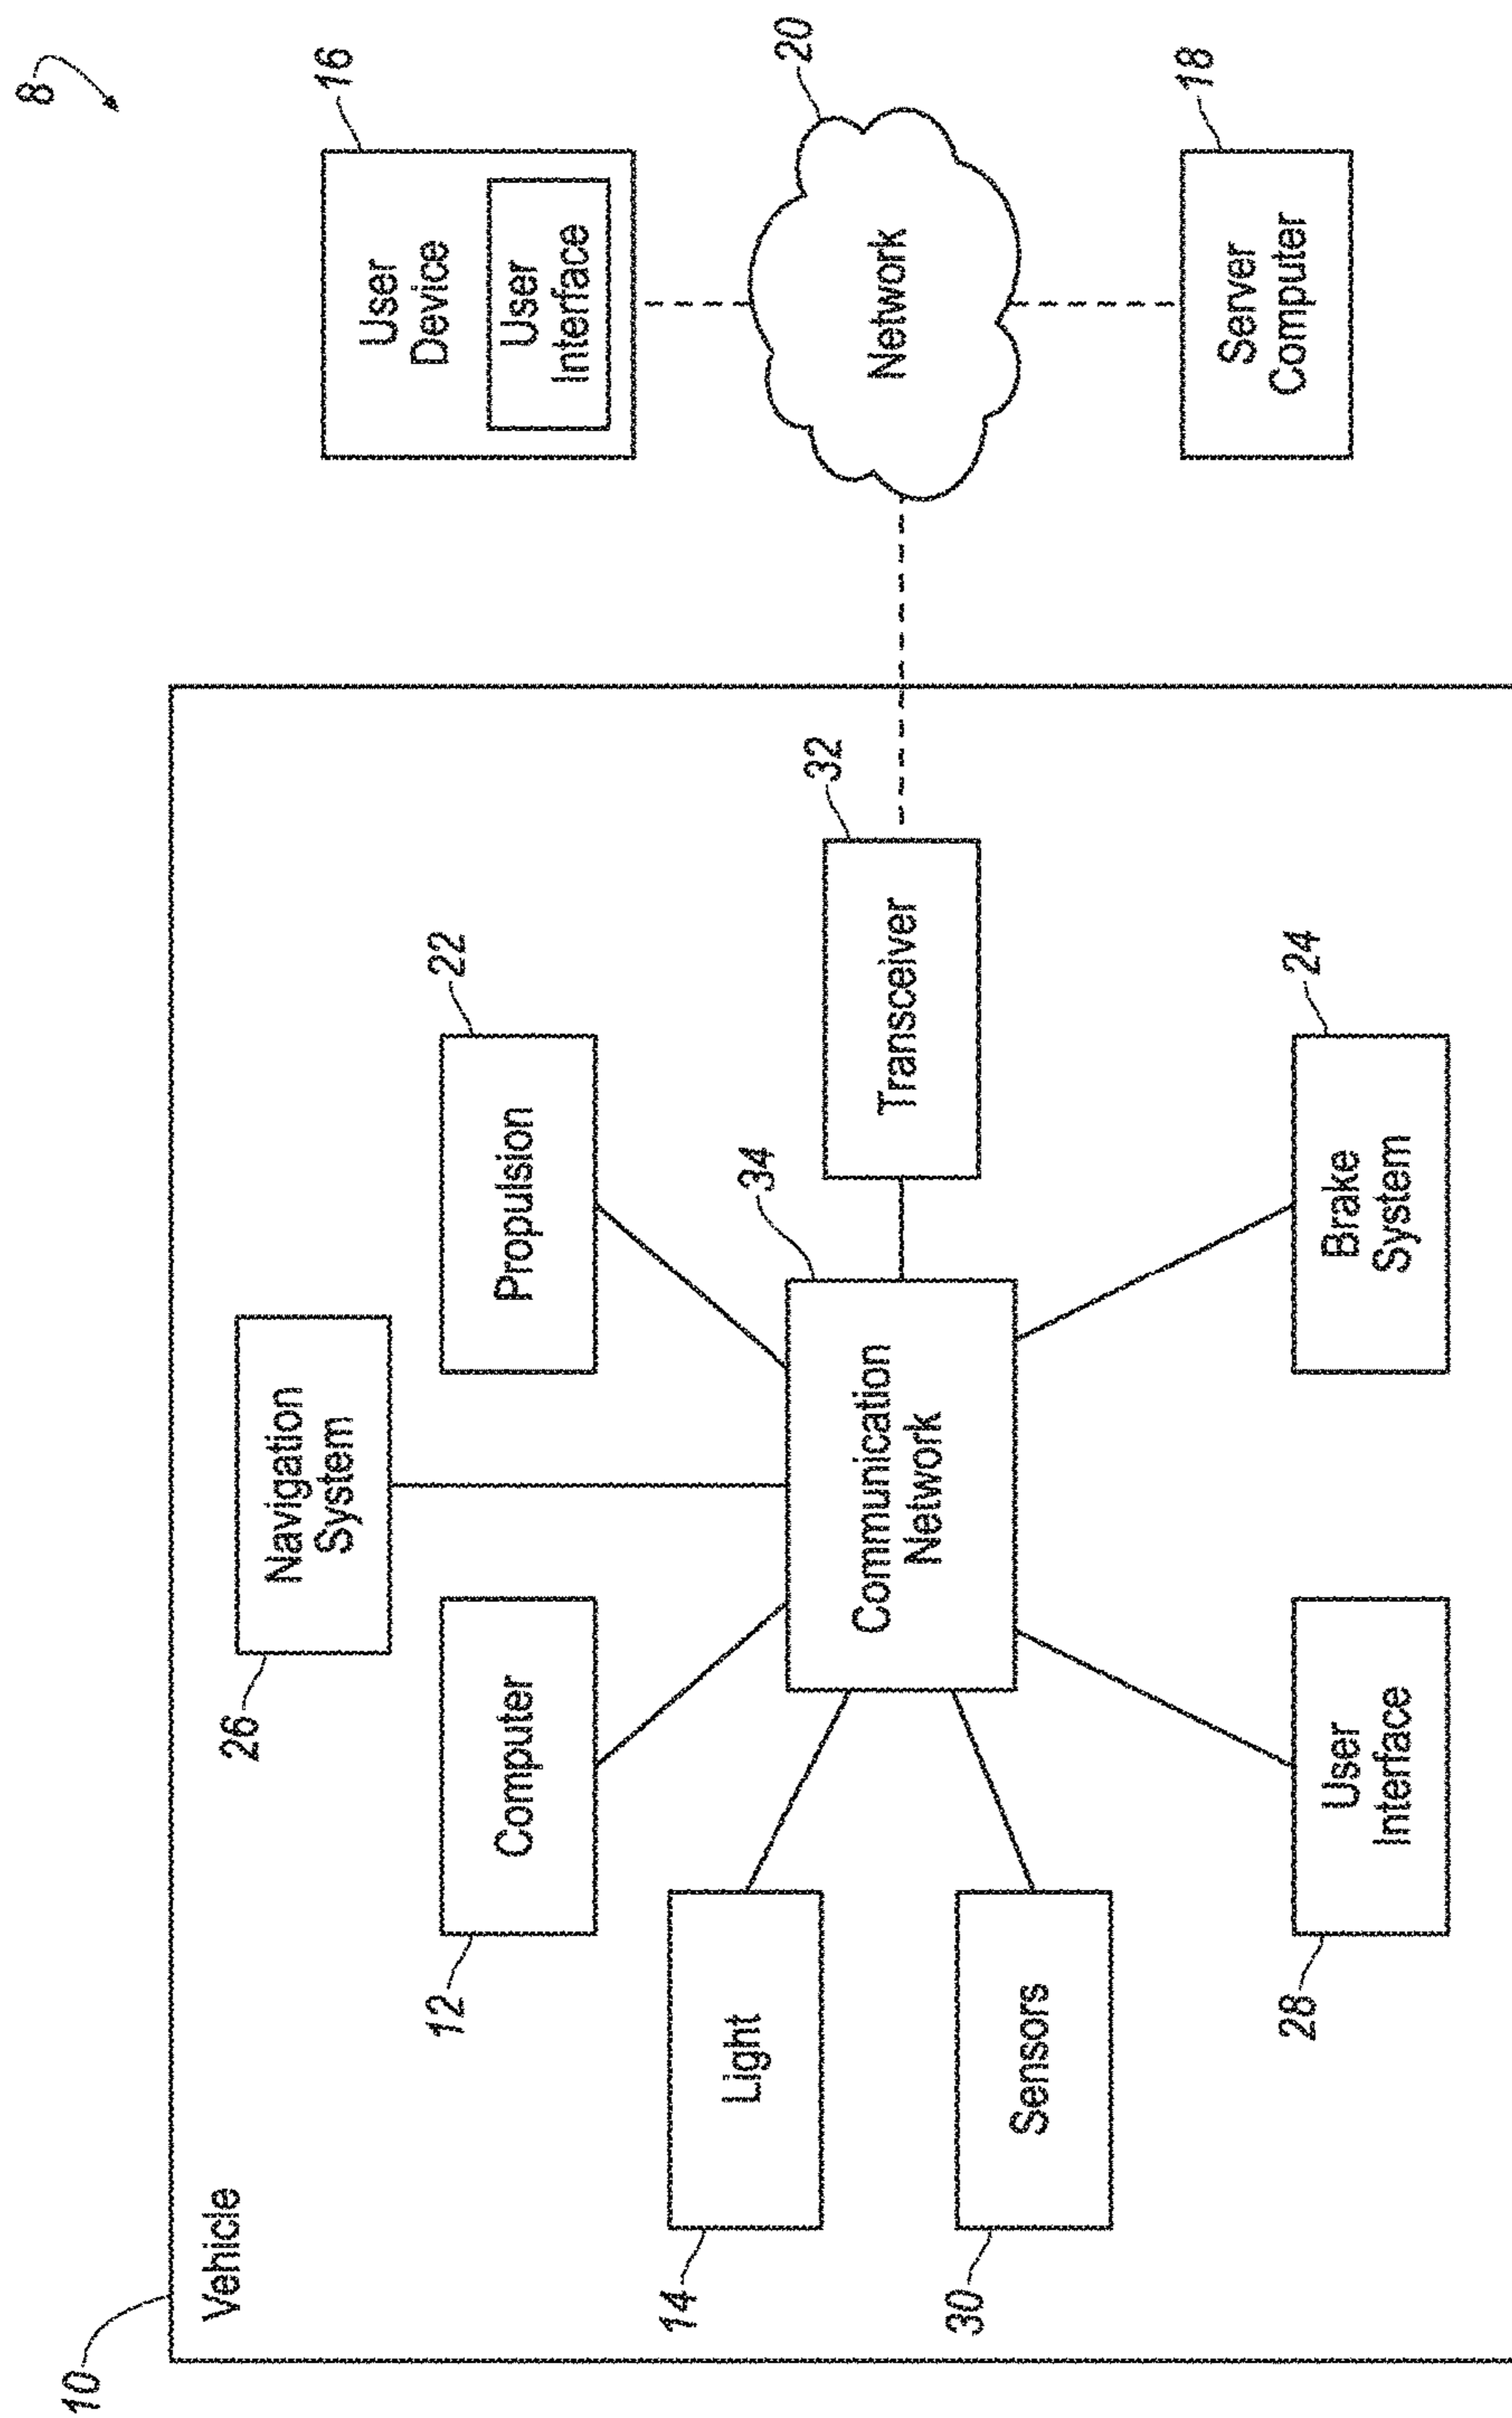 8
10
Vehicle
26
Navigation
System
12
Computer
Propulsion
22
14
Light
30
Sensors
Communication
Network
34
Transceiver
32
28
User
Interface
Brake
System
24
User
Device
User
Interface
16
Network
20
Server
Computer
18